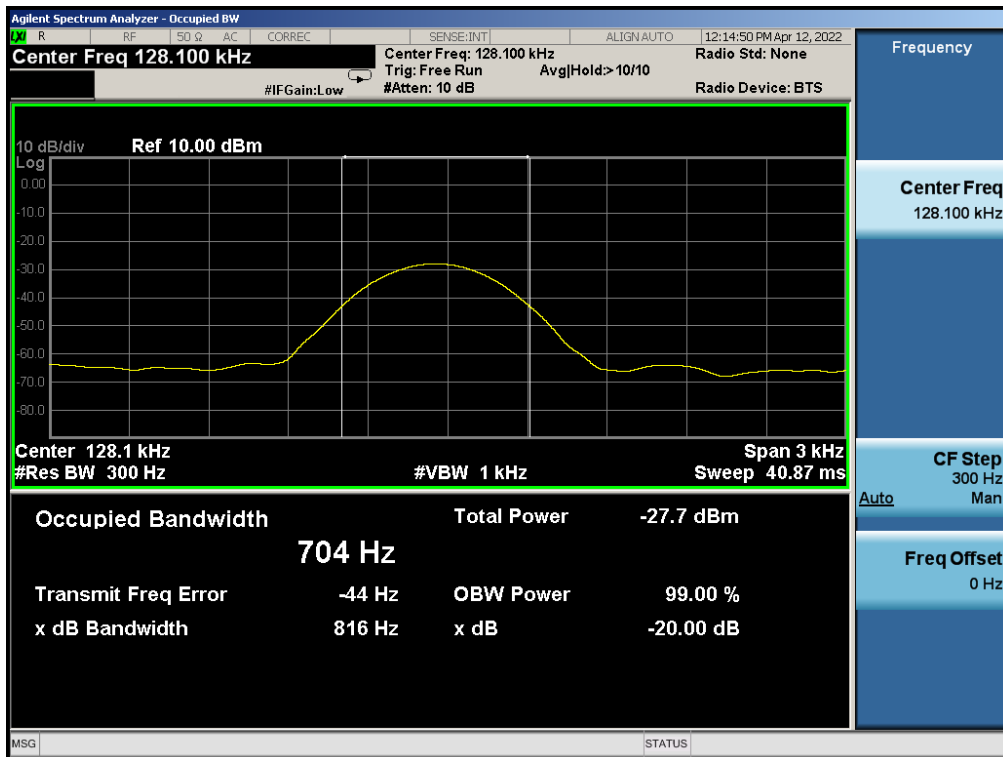 Agilent Spectrum Analyzer - Occupied BW
LXI R RF 50 Ω AC CORREC SENSE:INT ALIGN AUTO 12:14:50 PM Apr 12, 2022
Center Freq 128.100 kHz
Center Freq: 128.100 kHz Radio Std: None
Trig: Free Run Avg|Hold:>10/10
#IFGain:Low #Atten: 10 dB Radio Device: BTS
10 dB/div Ref 10.00 dBm
Log
0.00
-10.0
-20.0
-30.0
-40.0
-50.0
-60.0
-70.0
-80.0
Center 128.1 kHz Span 3 kHz
#Res BW 300 Hz #VBW 1 kHz Sweep 40.87 ms
Occupied Bandwidth Total Power -27.7 dBm
704 Hz
Transmit Freq Error -44 Hz OBW Power 99.00 %
x dB Bandwidth 816 Hz x dB -20.00 dB
MSG STATUS
Frequency
Center Freq
128.100 kHz
CF Step
300 Hz
Auto Man
Freq Offset
0 Hz